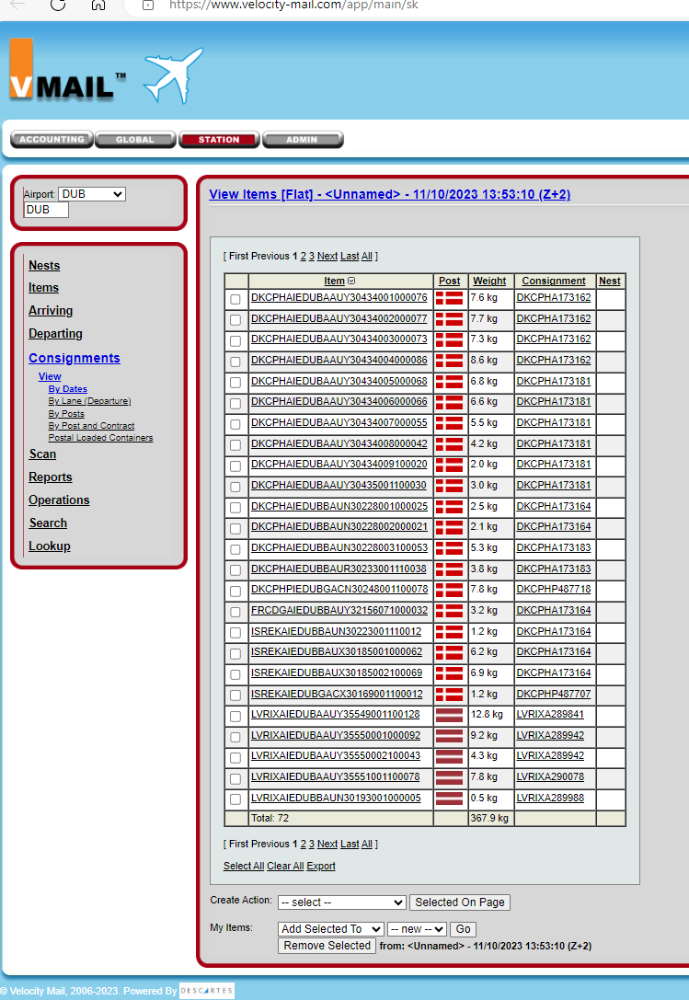 https://www.velocity-mail.com/app/main/sk
VMAIL™
ACCOUNTING GLOBAL STATION ADMIN
Airport: DUB
DUB
Nests
Items
Arriving
Departing
Consignments
View
By Dates
By Lane (Departure)
By Posts
By Post and Contract
Postal Loaded Containers
Scan
Reports
Operations
Search
Lookup
View Items [Flat] - <Unnamed> - 11/10/2023 13:53:10 (Z+2)
[ First Previous 1 2 3 Next Last All ]
Item Post Weight Consignment Nest
DKCPHAIEDUBAAUY30434001000076 7.6 kg DKCPHA173162
DKCPHAIEDUBAAUY30434002000077 7.7 kg DKCPHA173162
DKCPHAIEDUBAAUY30434003000073 7.3 kg DKCPHA173162
DKCPHAIEDUBAAUY30434004000086 8.6 kg DKCPHA173162
DKCPHAIEDUBAAUY30434005000068 6.8 kg DKCPHA173181
DKCPHAIEDUBAAUY30434006000066 6.6 kg DKCPHA173181
DKCPHAIEDUBAAUY30434007000055 5.5 kg DKCPHA173181
DKCPHAIEDUBAAUY30434008000042 4.2 kg DKCPHA173181
DKCPHAIEDUBAAUY30434009100020 2.0 kg DKCPHA173181
DKCPHAIEDUBAAUY30435001100030 3.0 kg DKCPHA173181
DKCPHAIEDUBBAUN30228001000025 2.5 kg DKCPHA173164
DKCPHAIEDUBBAUN30228002000021 2.1 kg DKCPHA173164
DKCPHAIEDUBBAUN30228003100053 5.3 kg DKCPHA173183
DKCPHAIEDUBBAUR30233001110038 3.8 kg DKCPHA173183
DKCPHPIEDUBGACN30248001100078 7.8 kg DKCPHP487718
FRCDGAIEDUBBAUY32156071000032 3.2 kg DKCPHA173164
ISREKAIEDUBBAUN30223001110012 1.2 kg DKCPHA173164
ISREKAIEDUBBAUX30185001000062 6.2 kg DKCPHA173164
ISREKAIEDUBBAUX30185002100069 6.9 kg DKCPHA173164
ISREKAIEDUBGACX30169001100012 1.2 kg DKCPHP487707
LVRIXAIEDUBAAUY35549001100128 12.8 kg LVRIXA289841
LVRIXAIEDUBAAUY35550001000092 9.2 kg LVRIXA289942
LVRIXAIEDUBAAUY35550002100043 4.3 kg LVRIXA289942
LVRIXAIEDUBAAUY35551001100078 7.8 kg LVRIXA290078
LVRIXAIEDUBBAUN30193001000005 0.5 kg LVRIXA289988
Total: 72 367.9 kg
[ First Previous 1 2 3 Next Last All ]
Select All Clear All Export
Create Action: -- select -- Selected On Page
My Items: Add Selected To -- new -- Go
Remove Selected from: <Unnamed> - 11/10/2023 13:53:10 (Z+2)
© Velocity Mail, 2006-2023. Powered By DESCARTES